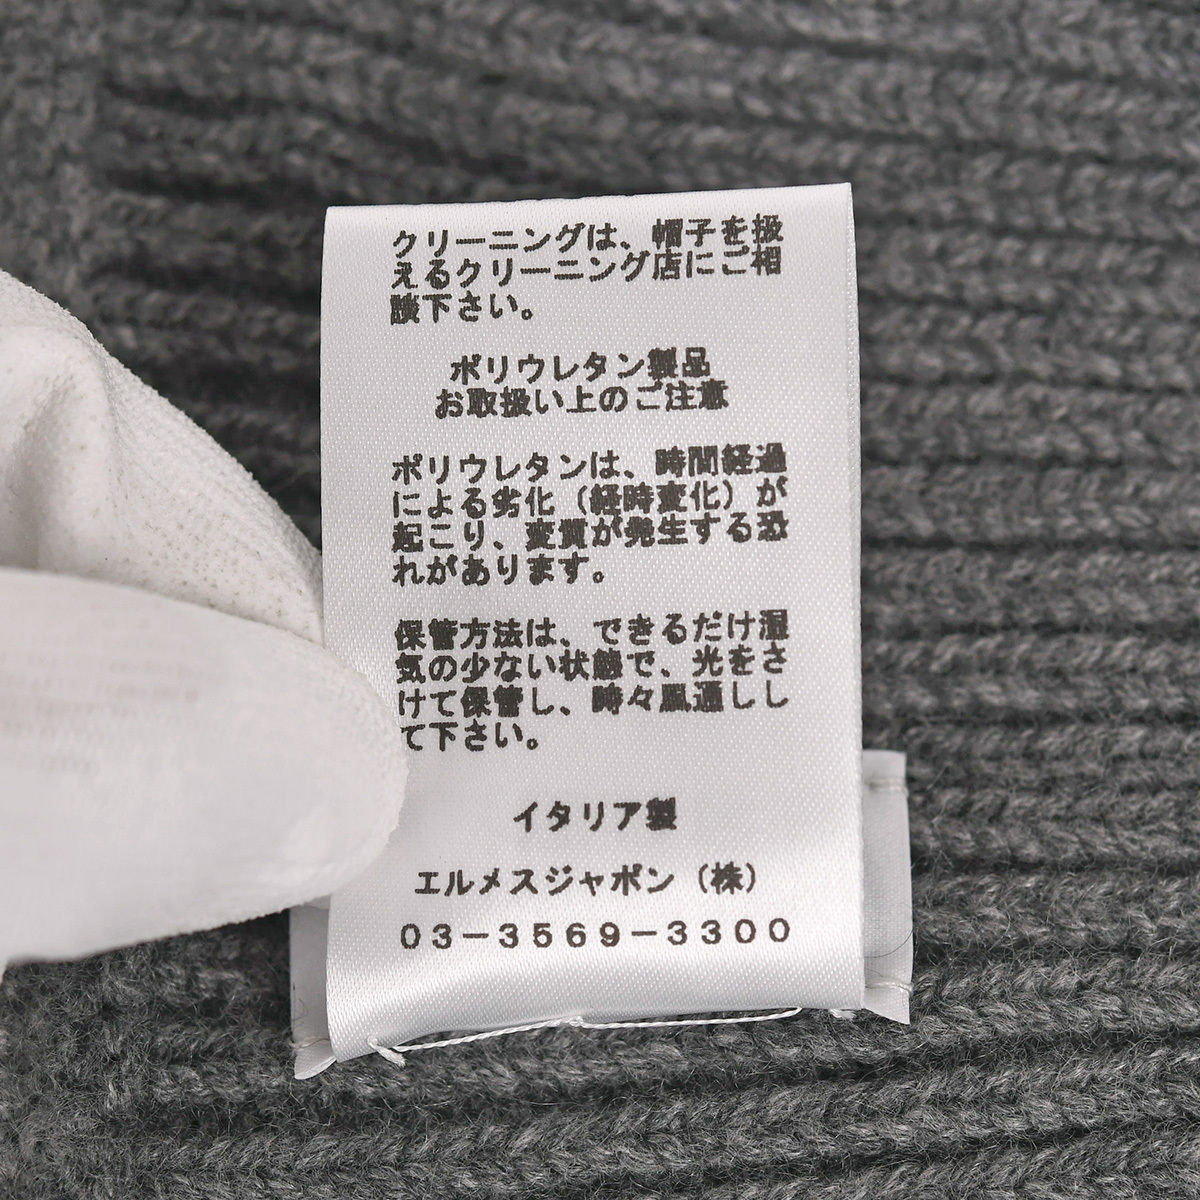 クリーニングは、帽子を扱
えるクリーニング店にご相
談下さい。
ポリウレタン製品
お取扱い上のご注意
ポリウレタンは、時間経過
による劣化（経時変化）が
起こり、変質が発生する恐
れがあります。
保管方法は、できるだけ湿
気の少ない状態で、光をさ
けて保管し、時々風通しし
て下さい。
イタリア製
エルメスジャポン（株）
03-3569-3300